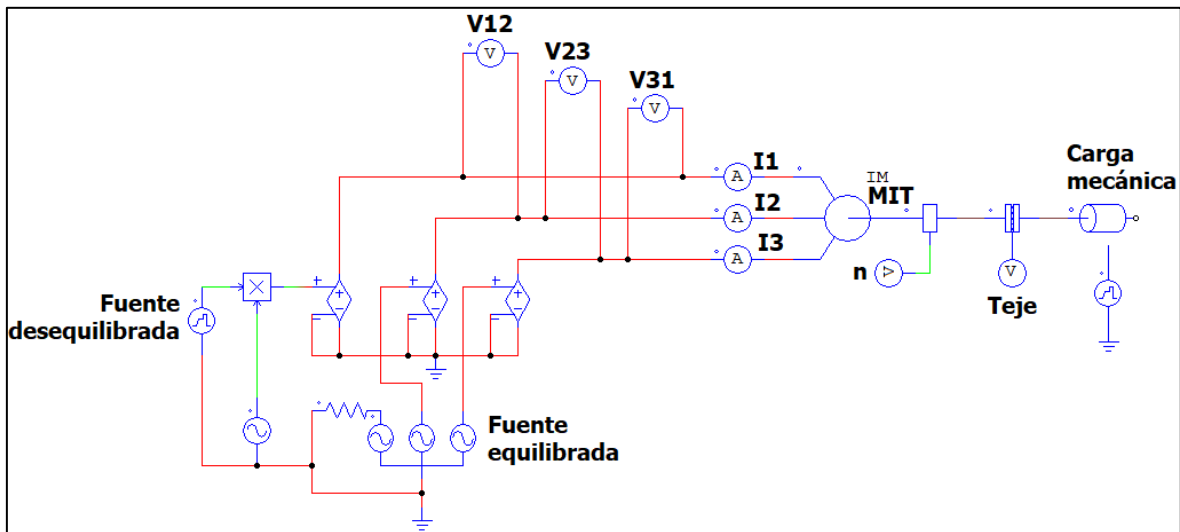 V12
V23
V31
I1
I2
I3
IM
MIT
Carga
mecánica
n
Teje
V
V
V
A
A
A
V
V
Fuente
desequilibrada
Fuente
equilibrada